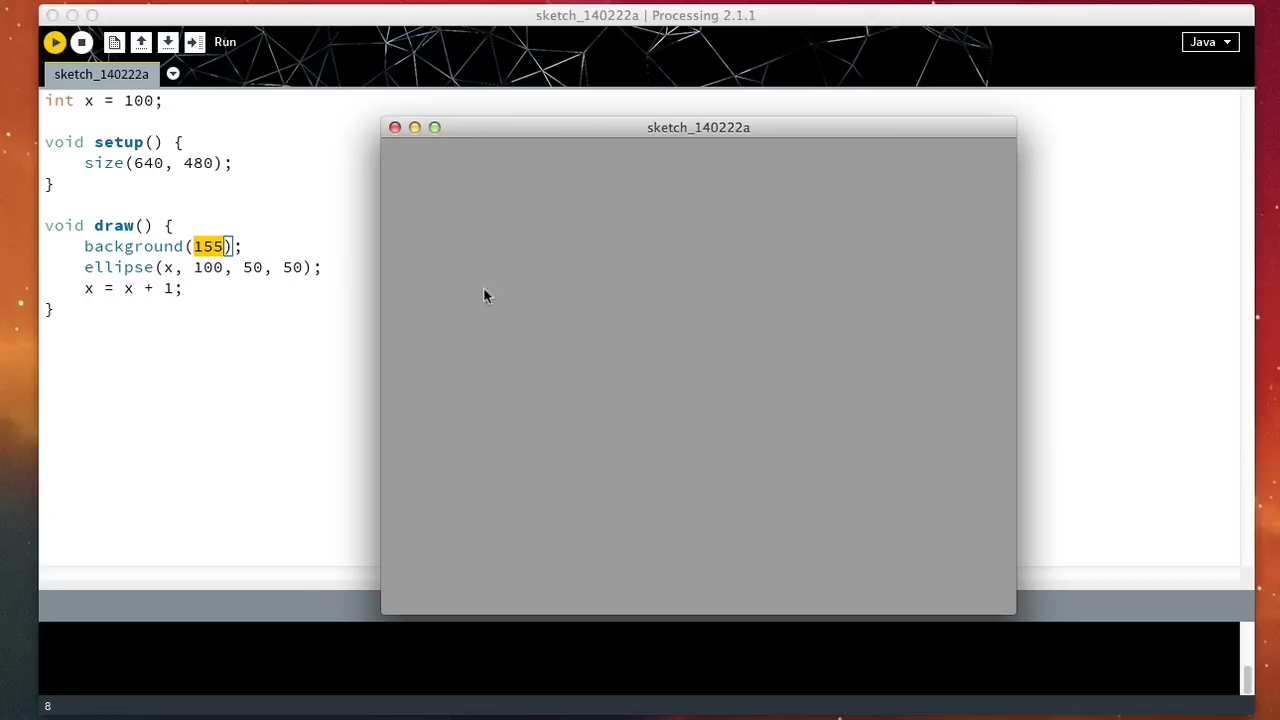 sketch_140222a | Processing 2.1.1
Run
Java
sketch_140222a
int x = 100;
void setup() {
size(640, 480);
}
void draw() {
background(155);
ellipse(x, 100, 50, 50);
x = x + 1;
}
sketch_140222a
8